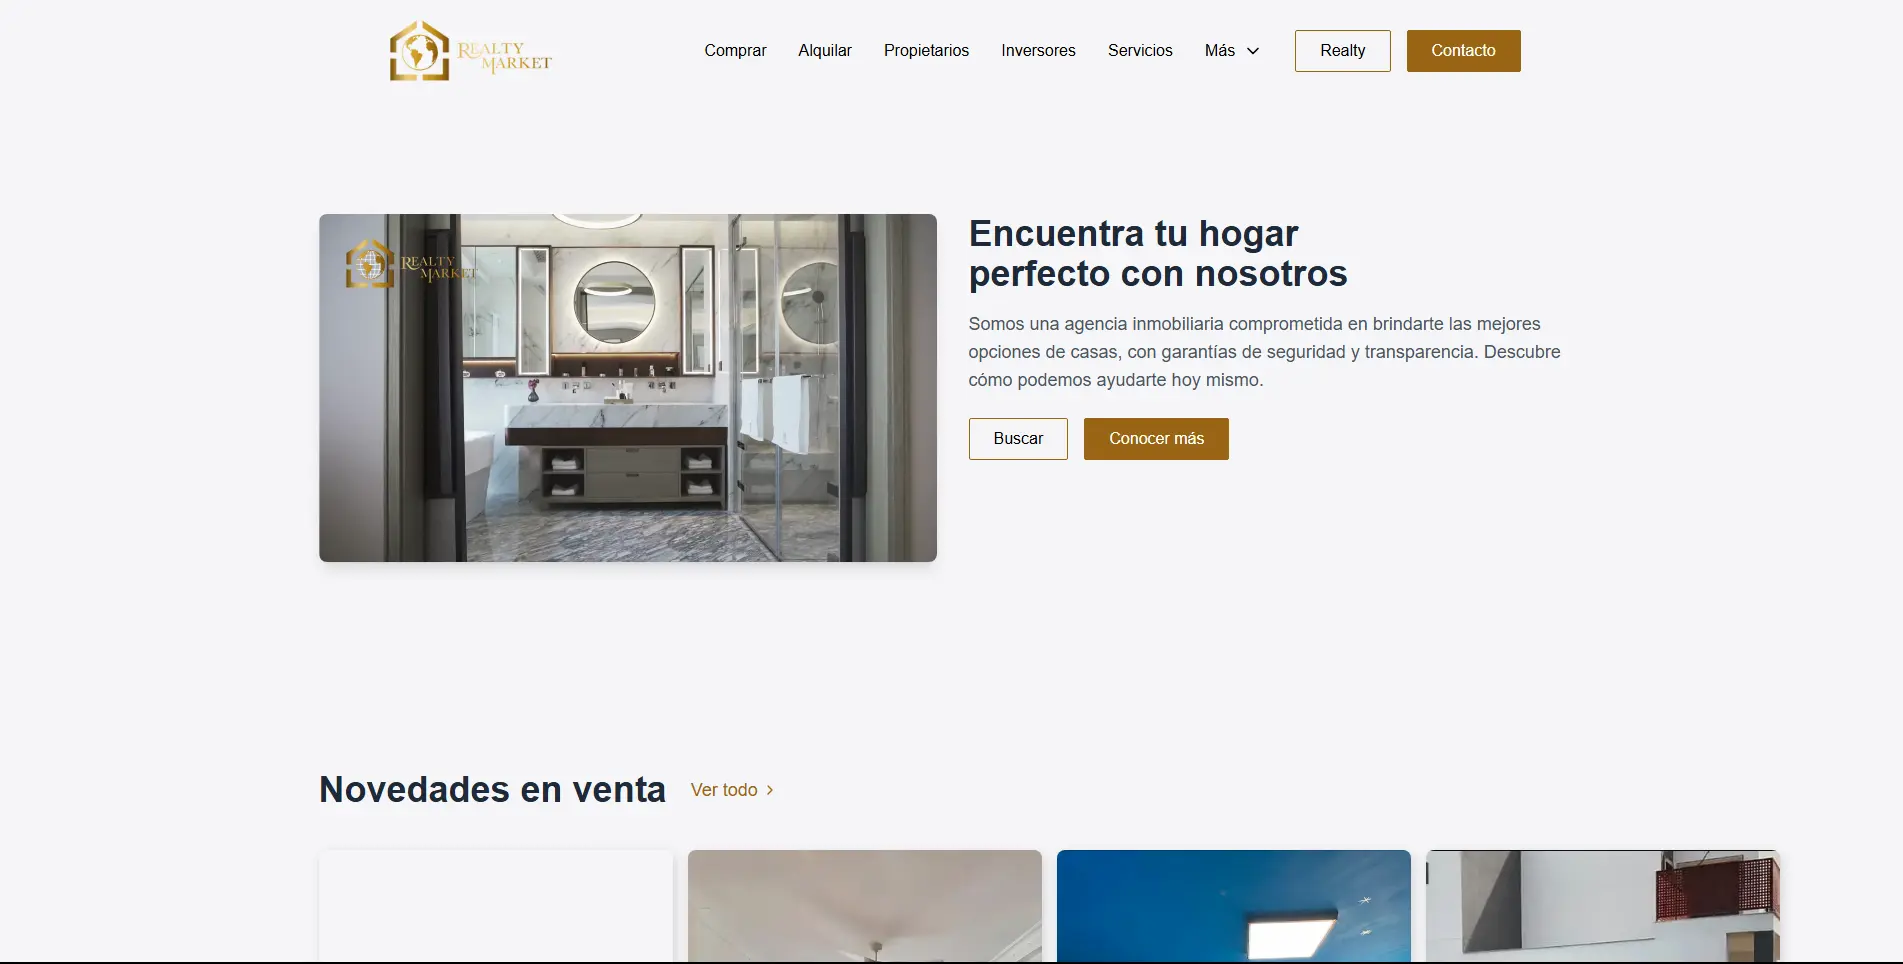 REALTY
MARKET
Comprar
Alquilar
Propietarios
Inversores
Servicios
Más
Realty
Contacto
REALTY
MARKET
Encuentra tu hogar
perfecto con nosotros
Somos una agencia inmobiliaria comprometida en brindarte las mejores
opciones de casas, con garantías de seguridad y transparencia. Descubre
cómo podemos ayudarte hoy mismo.
Buscar
Conocer más
Novedades en venta
Ver todo